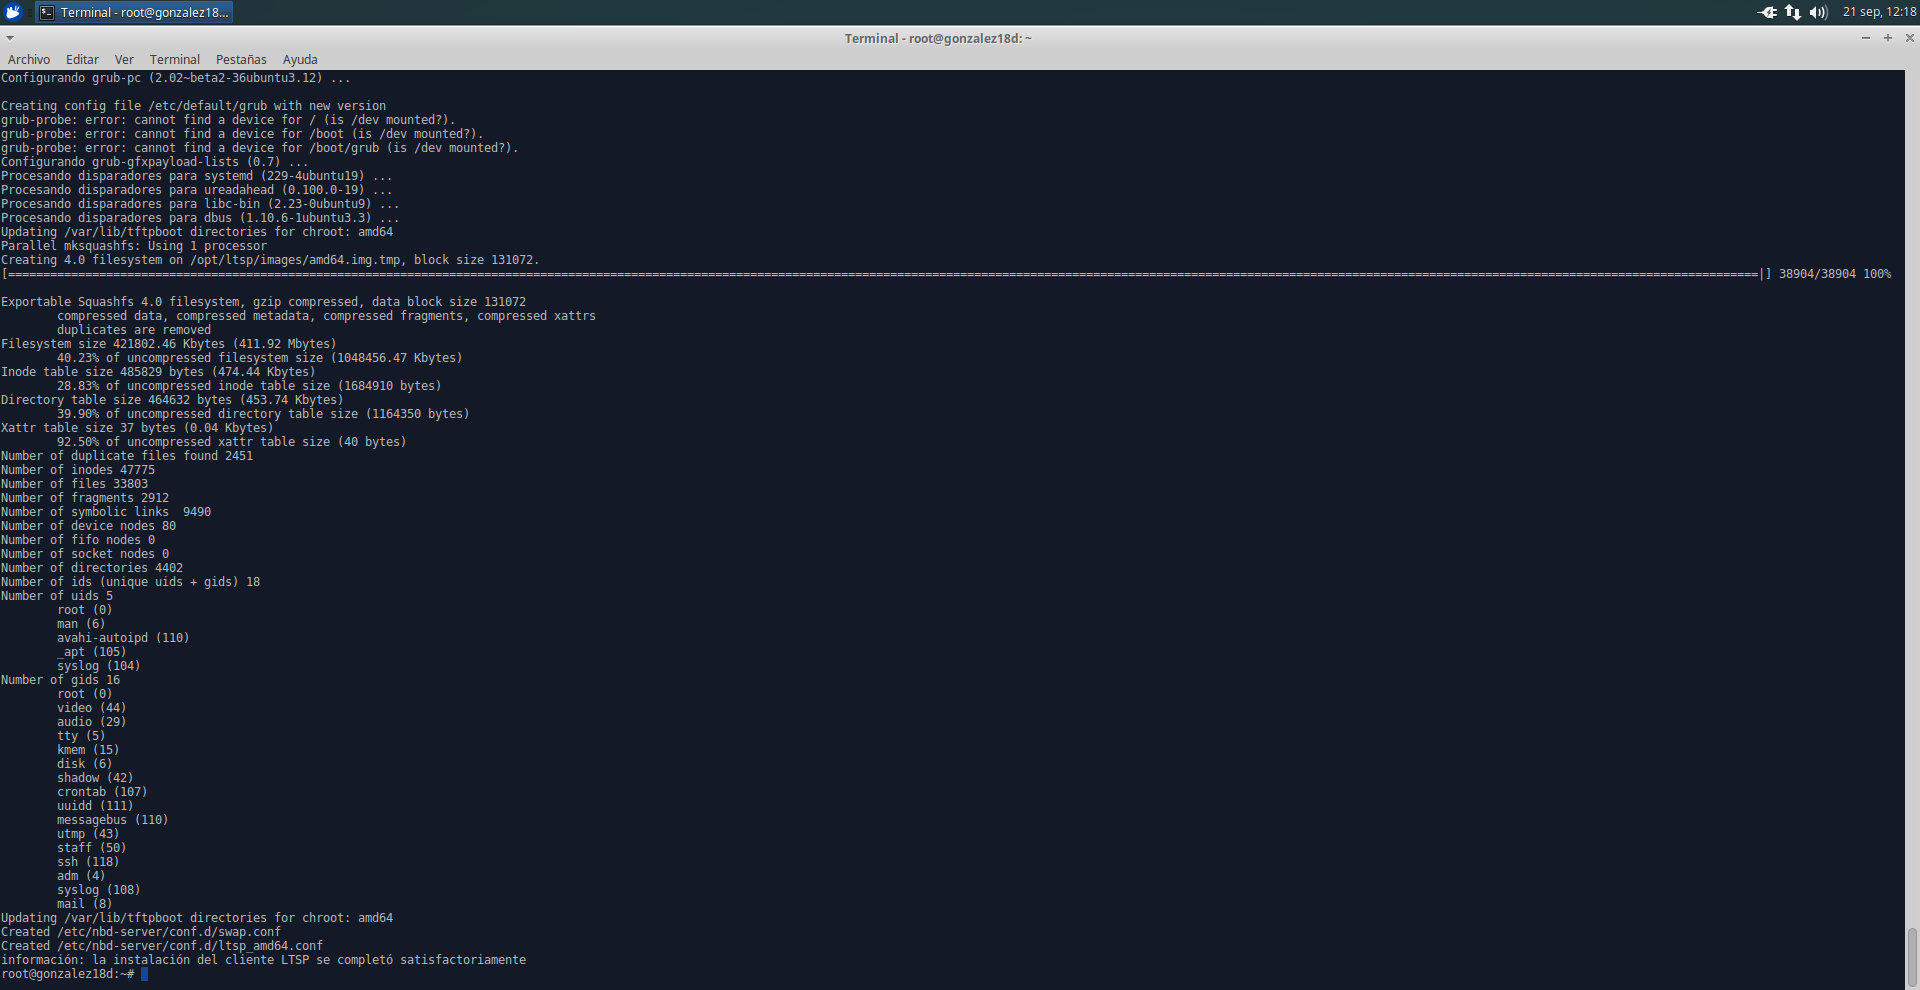 Terminal - root@gonzalez18...
21 sep, 12:18
Terminal - root@gonzalez18d: ~
Archivo Editar Ver Terminal Pestañas Ayuda
Configurando grub-pc (2.02~beta2-36ubuntu3.12) ...
Creating config file /etc/default/grub with new version
grub-probe: error: cannot find a device for / (is /dev mounted?).
grub-probe: error: cannot find a device for /boot (is /dev mounted?).
grub-probe: error: cannot find a device for /boot/grub (is /dev mounted?).
Configurando grub-gfxpayload-lists (0.7) ...
Procesando disparadores para systemd (229-4ubuntu19) ...
Procesando disparadores para ureadahead (0.100.0-19) ...
Procesando disparadores para libc-bin (2.23-0ubuntu9) ...
Procesando disparadores para dbus (1.10.6-1ubuntu3.3) ...
Updating /var/lib/tftpboot directories for chroot: amd64
Parallel mksquashfs: Using 1 processor
Creating 4.0 filesystem on /opt/ltsp/images/amd64.img.tmp, block size 131072.
[=====================================================================================================================================================================================================================================================|] 38904/38904 100%
Exportable Squashfs 4.0 filesystem, gzip compressed, data block size 131072
compressed data, compressed metadata, compressed fragments, compressed xattrs
duplicates are removed
Filesystem size 421802.46 Kbytes (411.92 Mbytes)
40.23% of uncompressed filesystem size (1048456.47 Kbytes)
Inode table size 485829 bytes (474.44 Kbytes)
28.83% of uncompressed inode table size (1684910 bytes)
Directory table size 464632 bytes (453.74 Kbytes)
39.90% of uncompressed directory table size (1164350 bytes)
Xattr table size 37 bytes (0.04 Kbytes)
92.50% of uncompressed xattr table size (40 bytes)
Number of duplicate files found 2451
Number of inodes 47775
Number of files 33803
Number of fragments 2912
Number of symbolic links  9490
Number of device nodes 80
Number of fifo nodes 0
Number of socket nodes 0
Number of directories 4402
Number of ids (unique uids + gids) 18
Number of uids 5
root (0)
man (6)
avahi-autoipd (110)
_apt (105)
syslog (104)
Number of gids 16
root (0)
video (44)
audio (29)
tty (5)
kmem (15)
disk (6)
shadow (42)
crontab (107)
uuidd (111)
messagebus (110)
utmp (43)
staff (50)
ssh (118)
adm (4)
syslog (108)
mail (8)
Updating /var/lib/tftpboot directories for chroot: amd64
Created /etc/nbd-server/conf.d/swap.conf
Created /etc/nbd-server/conf.d/ltsp_amd64.conf
información: la instalación del cliente LTSP se completó satisfactoriamente
root@gonzalez18d:~#